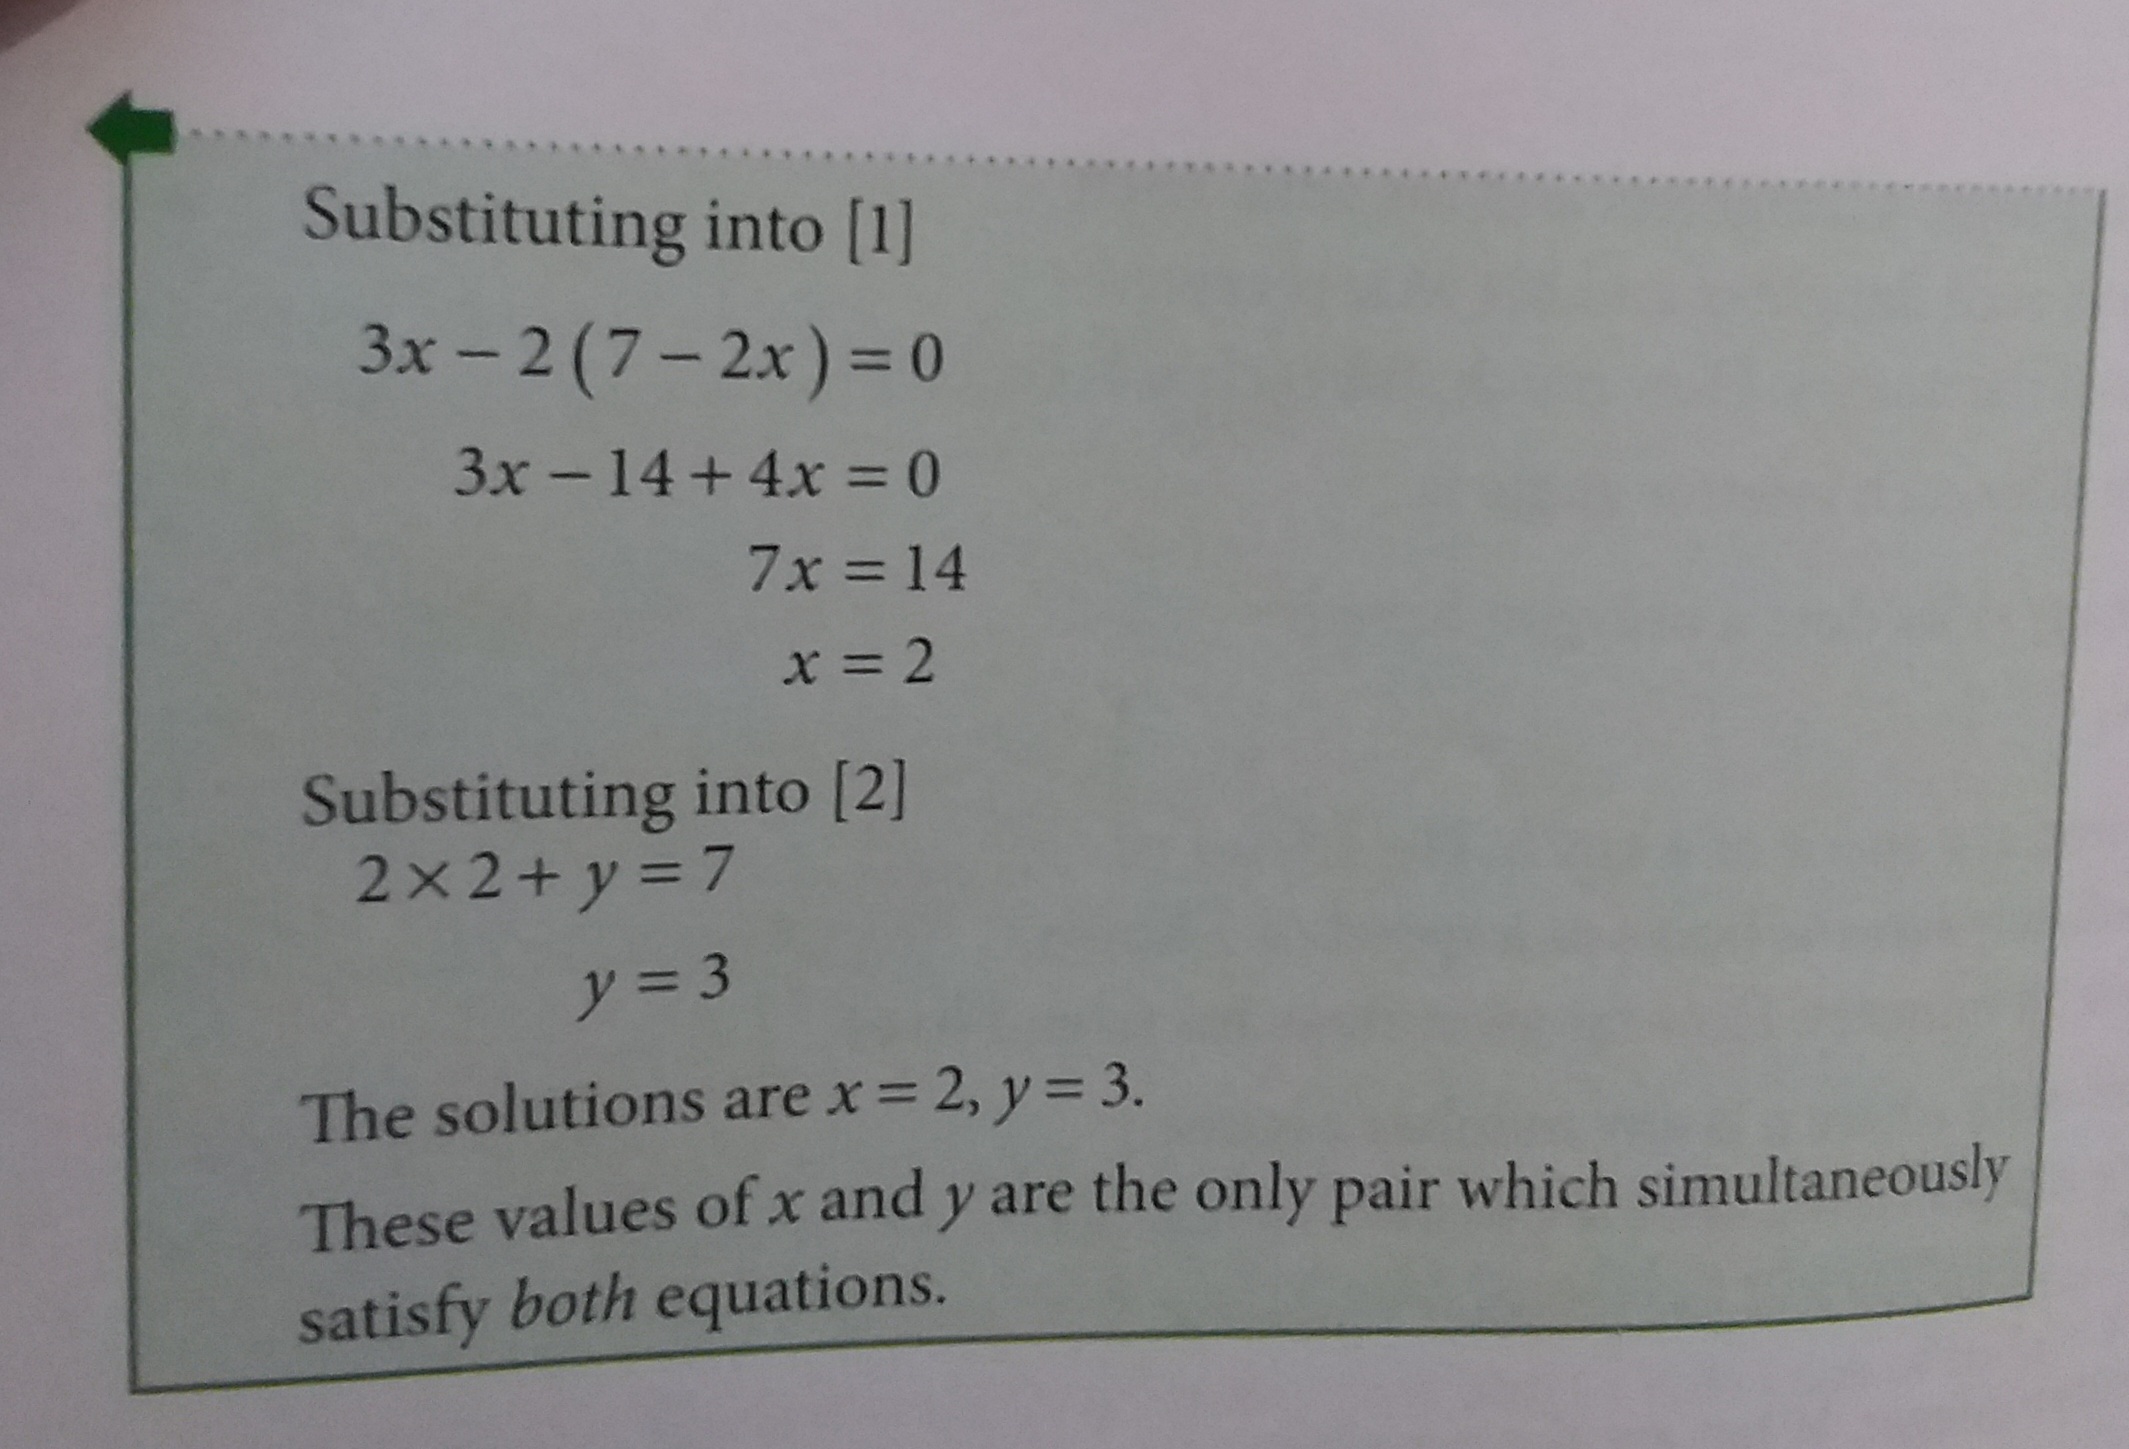 Substituting into [1]
3x − 2(7 − 2x) = 0
3x − 14 + 4x = 0
7x = 14
x = 2
Substituting into [2]
2 × 2 + y = 7
y = 3
The solutions are x = 2, y = 3.
These values of x and y are the only pair which simultaneously
satisfy both equations.